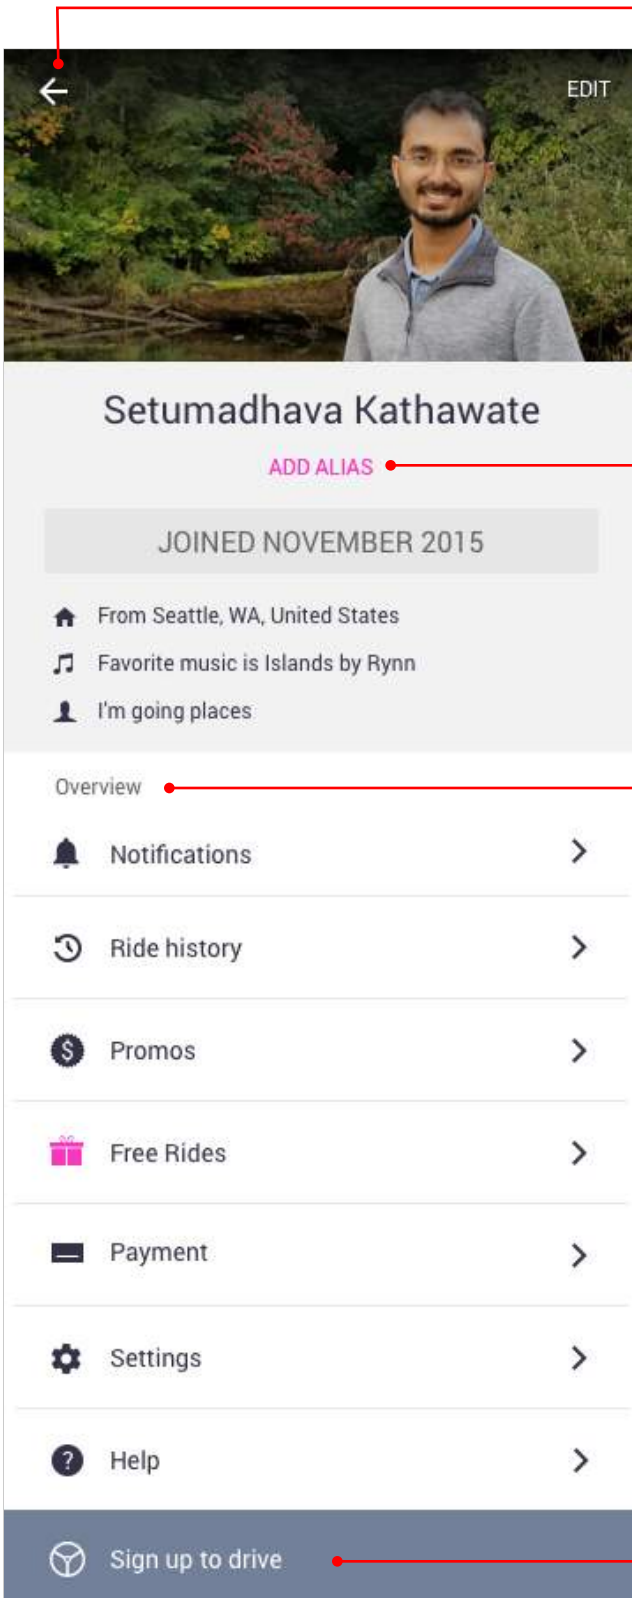 EDIT
Setumadhava Kathawate
ADD ALIAS
JOINED NOVEMBER 2015
From Seattle, WA, United States
Favorite music is Islands by Rynn
I'm going places
Overview
Notifications
Ride history
Promos
Free Rides
Payment
Settings
Help
Sign up to drive